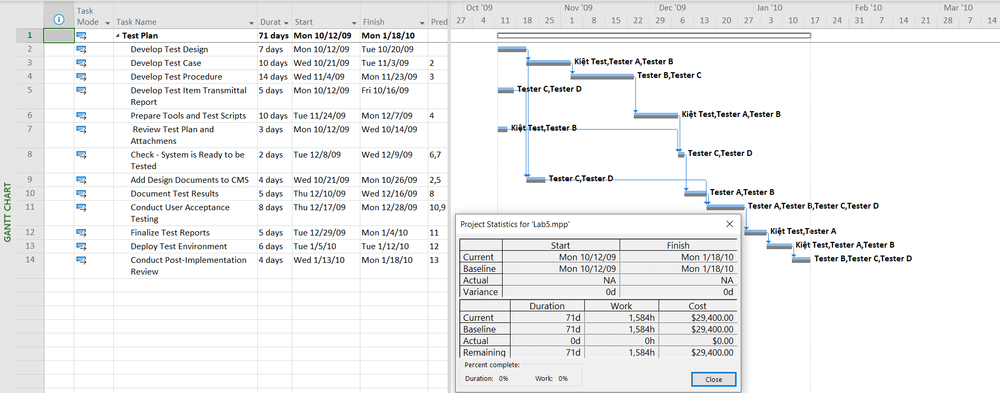 Task Mode Task Name Durat Start Finish Pred
Oct '09 Nov '09 Dec '09 Jan '10 Feb '10 Mar '10
27 4 11 18 25 1 8 15 22 29 6 13 20 27 3 10 17 24 31 7 14 21 28 7 14
1 Test Plan 71 days Mon 10/12/09 Mon 1/18/10
2 Develop Test Design 7 days Mon 10/12/09 Tue 10/20/09
3 Develop Test Case 10 days Wed 10/21/09 Tue 11/3/09 2 Kiệt Test,Tester A,Tester B
4 Develop Test Procedure 14 days Wed 11/4/09 Mon 11/23/09 3 Tester B,Tester C
5 Develop Test Item Transmittal 5 days Mon 10/12/09 Fri 10/16/09 Tester C,Tester D
Report
6 Prepare Tools and Test Scripts 10 days Tue 11/24/09 Mon 12/7/09 4 Kiệt Test,Tester A,Tester B
7 Review Test Plan and 3 days Mon 10/12/09 Wed 10/14/09 Kiệt Test,Tester B
Attachmens
8 Check - System is Ready to be 2 days Tue 12/8/09 Wed 12/9/09 6,7 Tester C,Tester D
Tested
9 Add Design Documents to CMS 4 days Wed 10/21/09 Mon 10/26/09 2,5 Tester C,Tester D
10 Document Test Results 5 days Thu 12/10/09 Wed 12/16/09 8 Tester A,Tester B
11 Conduct User Acceptance 8 days Thu 12/17/09 Mon 12/28/09 10,9 Tester A,Tester B,Tester C,Tester D
Testing
12 Finalize Test Reports 5 days Tue 12/29/09 Mon 1/4/10 11 Kiệt Test,Tester A
13 Deploy Test Environment 6 days Tue 1/5/10 Tue 1/12/10 12 Kiệt Test,Tester A,Tester B
14 Conduct Post-Implementation 4 days Wed 1/13/10 Mon 1/18/10 13 Tester B,Tester C,Tester D
Review
GANTT CHART
Project Statistics for 'Lab5.mpp'
Start Finish
Current Mon 10/12/09 Mon 1/18/10
Baseline Mon 10/12/09 Mon 1/18/10
Actual NA NA
Variance 0d 0d
Duration Work Cost
Current 71d 1,584h $29,400.00
Baseline 71d 1,584h $29,400.00
Actual 0d 0h $0.00
Remaining 71d 1,584h $29,400.00
Percent complete:
Duration: 0% Work: 0%
Close